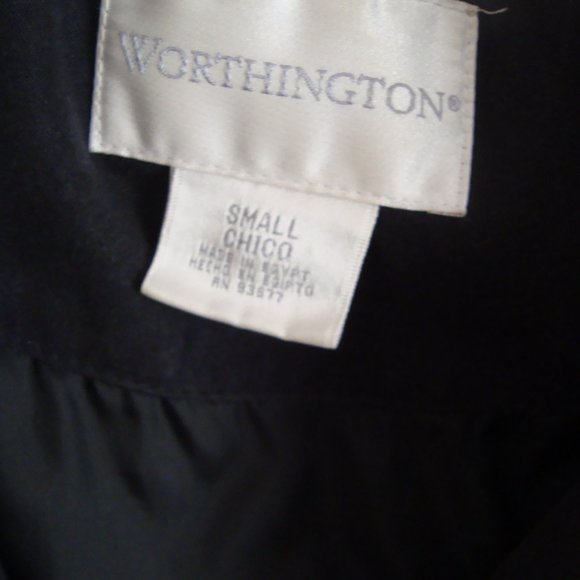 WORTHINGTON®
SMALL
CHICO
MADE IN EGYPT
HECHO EN EGIPTO
RN 93677